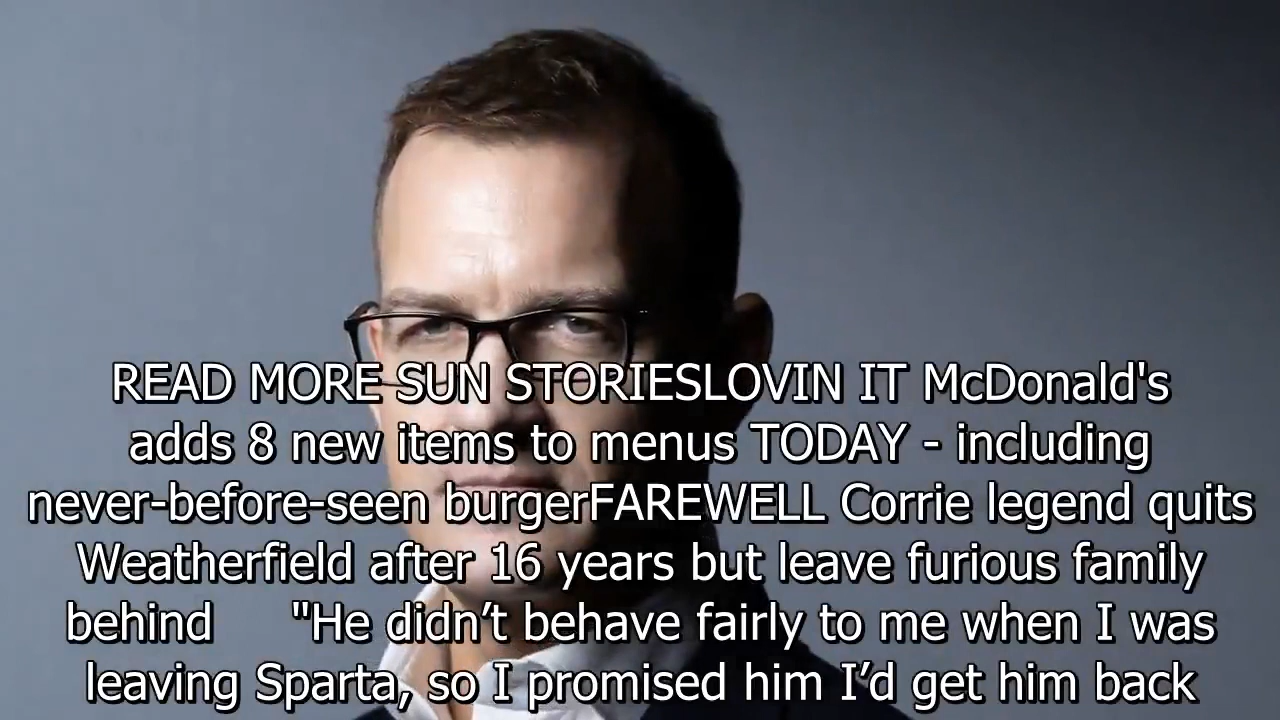 READ MORE SUN STORIESLOVIN IT McDonald's
adds 8 new items to menus TODAY - including
never-before-seen burgerFAREWELL Corrie legend quits
Weatherfield after 16 years but leave furious family
behind "He didn’t behave fairly to me when I was
leaving Sparta, so I promised him I’d get him back